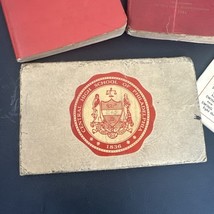 CENTRAL HIGH SCHOOL OF PHILADELPHIA
1836